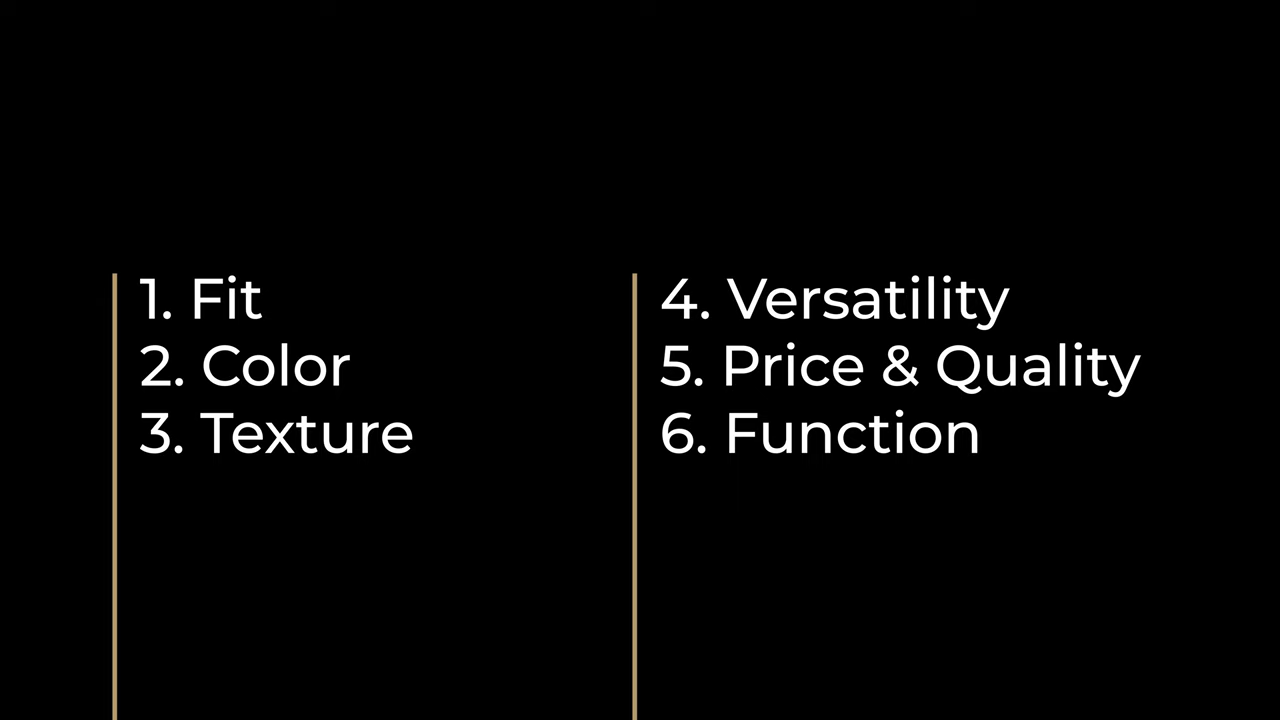 1. Fit
2. Color
3. Texture
4. Versatility
5. Price & Quality
6. Function